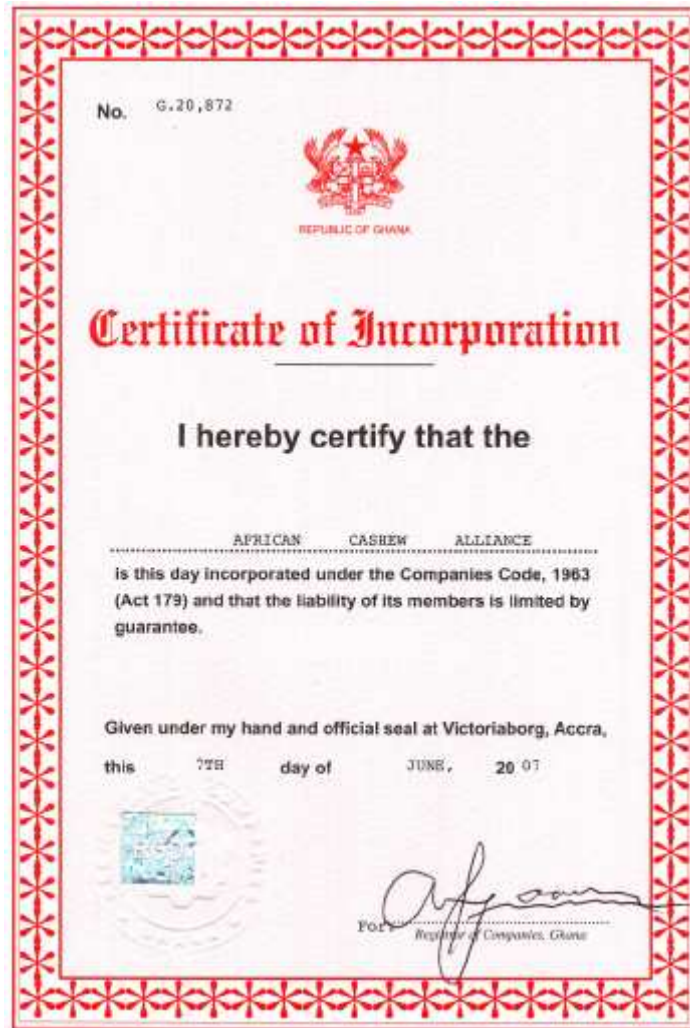 No. G.20,872
REPUBLIC OF GHANA
Certificate of Incorporation
I hereby certify that the
AFRICAN CASHEW ALLIANCE
is this day incorporated under the Companies Code, 1963
(Act 179) and that the liability of its members is limited by
guarantee.
Given under my hand and official seal at Victoriaborg, Accra,
this 7TH day of JUNE, 20 07
For:
Registrar of Companies, Ghana